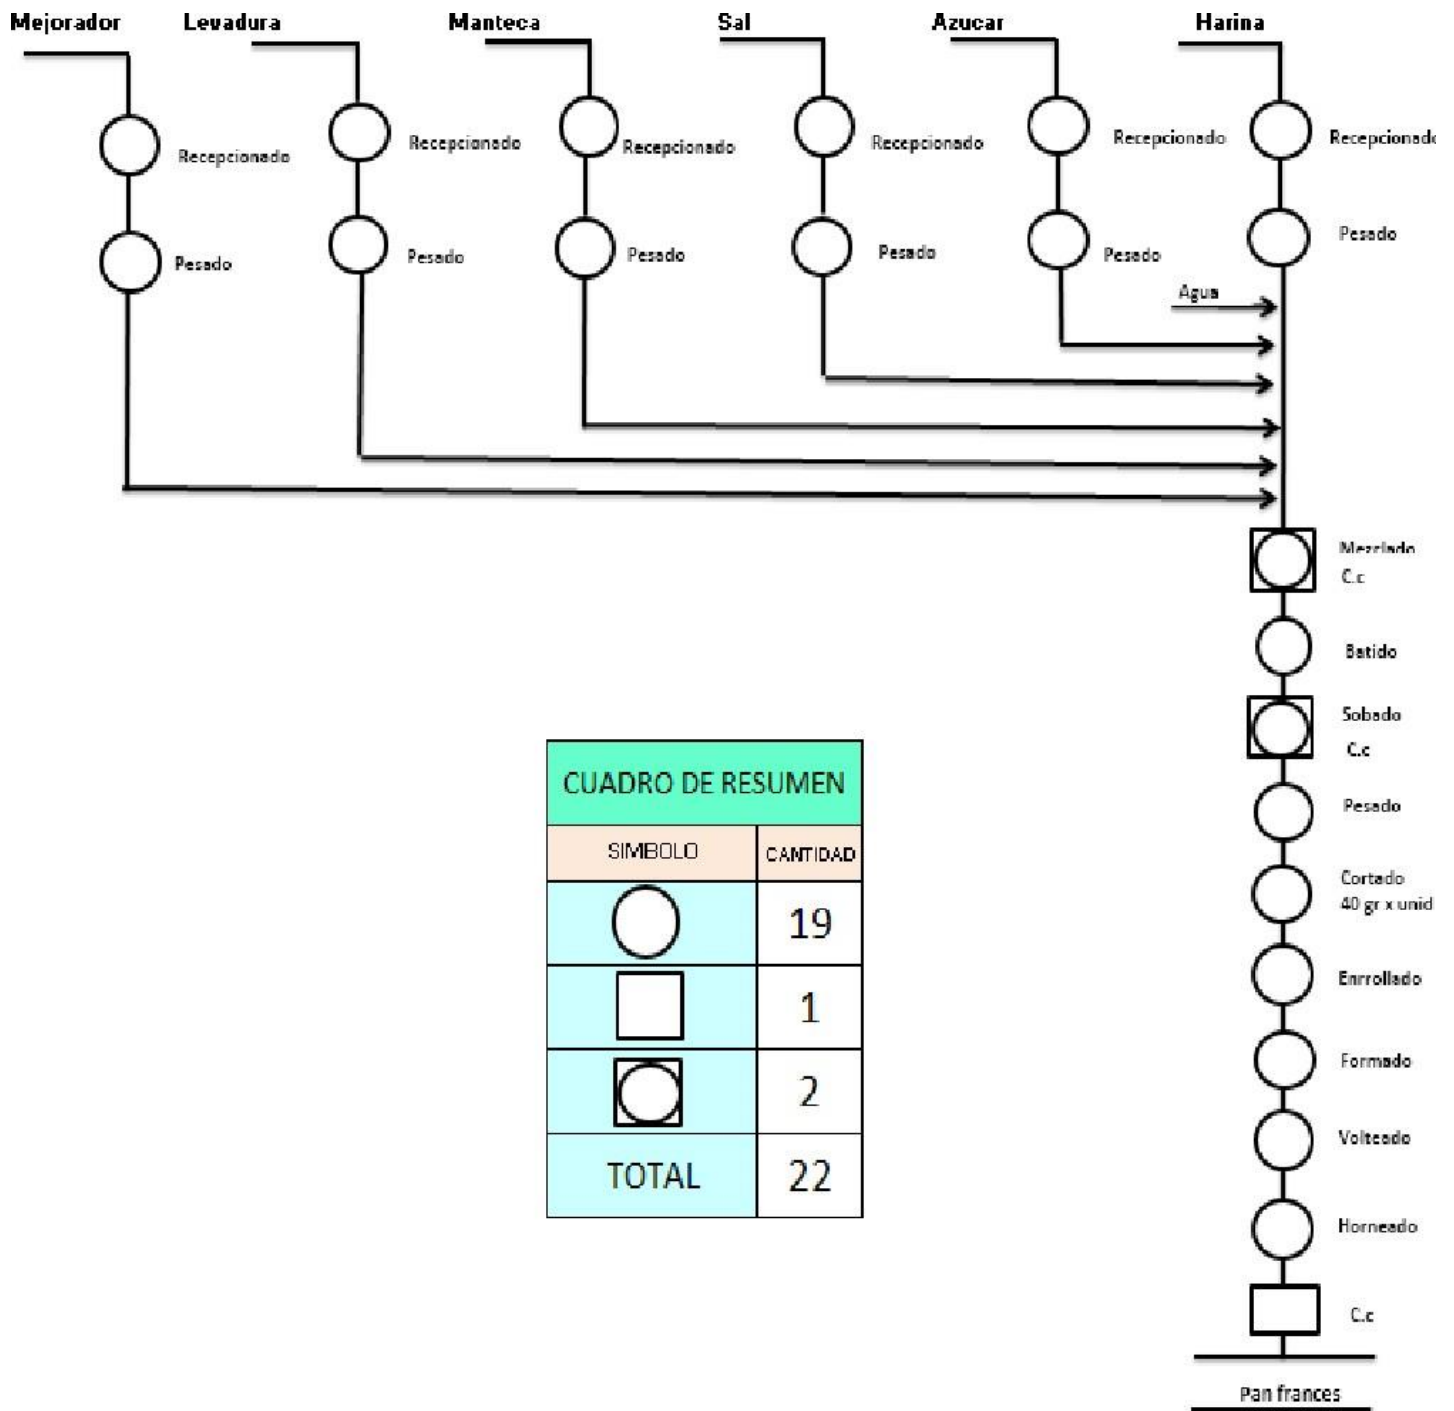 Mejorador
Levadura
Manteca
Sal
Azucar
Harina
Recepcionado
Recepcionado
Recepcionado
Recepcionado
Recepcionado
Recepcionado
Pesado
Pesado
Pesado
Pesado
Pesado
Pesado
Agua
Mezclado
C.c
Batido
Sobado
C.c
Pesado
Cortado
40 gr x unid
Enrrollado
Formado
Volteado
Horneado
C.c
Pan frances
CUADRO DE RESUMEN
SIMBOLO CANTIDAD
19
1
2
TOTAL 22